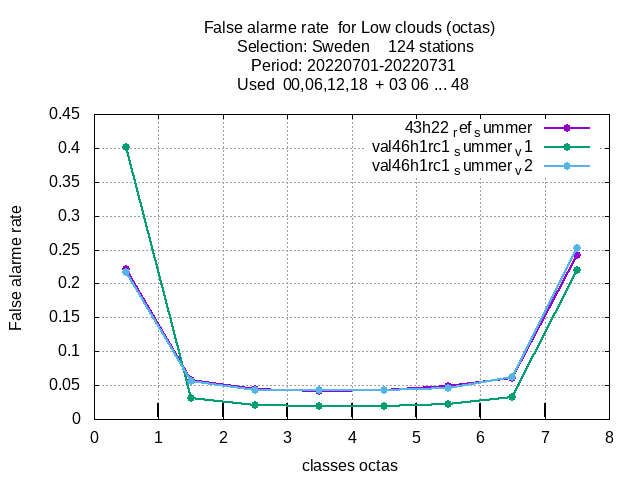 False alarme rate  for Low clouds (octas)
Selection: Sweden    124 stations
Period: 20220701-20220731
Used  00,06,12,18  + 03 06 ... 48
0.45
0.4
0.35
0.3
0.25
0.2
0.15
0.1
0.05
0
False alarme rate
43h22 ref summer
val46h1rc1 summer v1
val46h1rc1 summer v2
0 1 2 3 4 5 6 7 8
classes octas